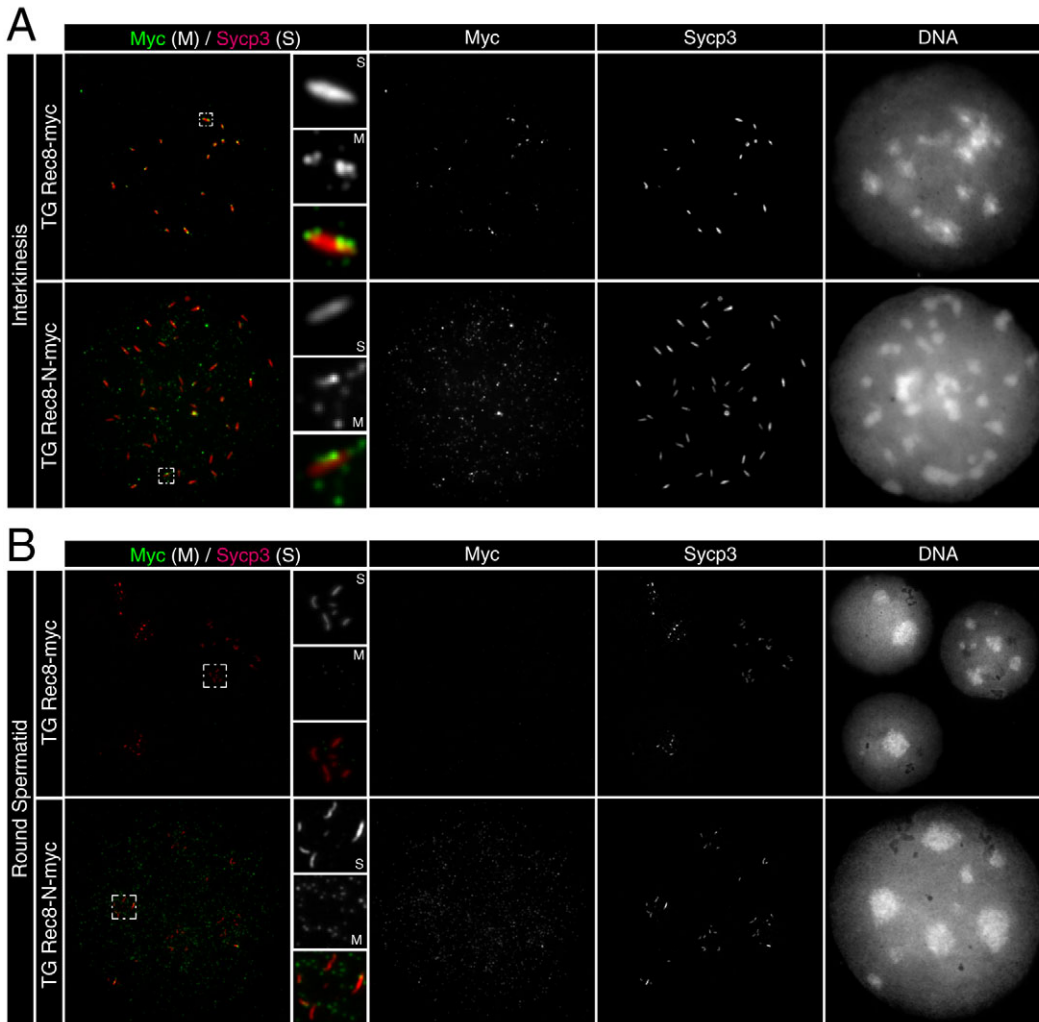 A
Myc (M) / Sycp3 (S)
Myc
Sycp3
DNA
Interkinesis
TG Rec8-myc
S
M
TG Rec8-N-myc
S
M
B
Myc (M) / Sycp3 (S)
Myc
Sycp3
DNA
Round Spermatid
TG Rec8-myc
S
M
TG Rec8-N-myc
S
M